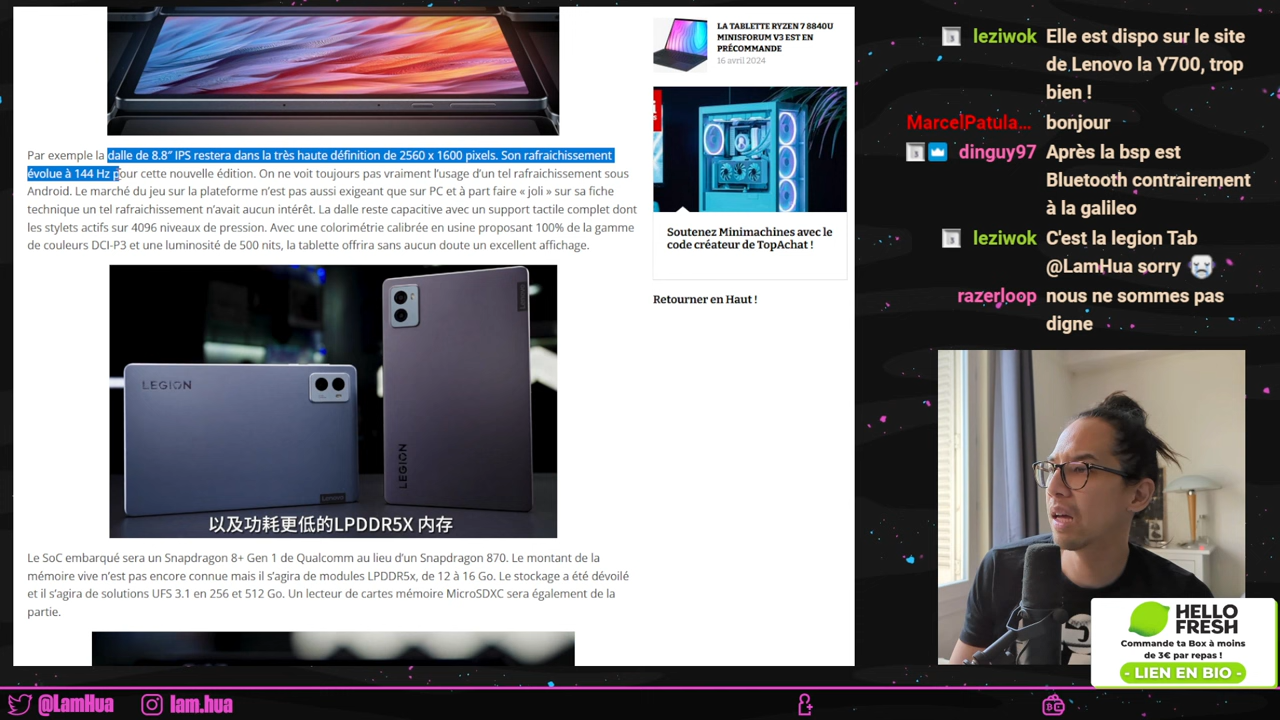 Par exemple la dalle de 8.8″ IPS restera dans la très haute définition de 2560 x 1600 pixels. Son rafraichissement
évolue à 144 Hz pour cette nouvelle édition. On ne voit toujours pas vraiment l'usage d'un tel rafraichissement sous
Android. Le marché du jeu sur la plateforme n'est pas aussi exigeant que sur PC et à part faire « joli » sur sa fiche
technique un tel rafraichissement n'avait aucun intérêt. La dalle reste capacitive avec un support tactile complet dont
les stylets actifs sur 4096 niveaux de pression. Avec une colorimétrie calibrée en usine proposant 100% de la gamme
de couleurs DCI-P3 et une luminosité de 500 nits, la tablette offrira sans aucun doute un excellent affichage.
LEGION
LEGION
LEGION
Lenovo
以及功耗更低的LPDDR5X 内存
Le SoC embarqué sera un Snapdragon 8+ Gen 1 de Qualcomm au lieu d'un Snapdragon 870. Le montant de la
mémoire vive n'est pas encore connue mais il s'agira de modules LPDDR5x, de 12 à 16 Go. Le stockage a été dévoilé
et il s'agira de solutions UFS 3.1 en 256 et 512 Go. Un lecteur de cartes mémoire MicroSDXC sera également de la
partie.
LA TABLETTE RYZEN 7 8840U
MINISFORUM V3 EST EN
PRÉCOMMANDE
16 avril 2024
Soutenez Minimachines avec le
code créateur de TopAchat !
Retourner en Haut !
leziwok Elle est dispo sur le site
de Lenovo la Y700, trop
bien !
MarcelPatula... bonjour
dinguy97 Après la bsp est
Bluetooth contrairement
à la galileo
leziwok C'est la legion Tab
@LamHua sorry
razerloop nous ne sommes pas
digne
HELLO
FRESH
Commande ta Box à moins
de 3€ par repas !
- LIEN EN BIO -
@LamHua
lam.hua